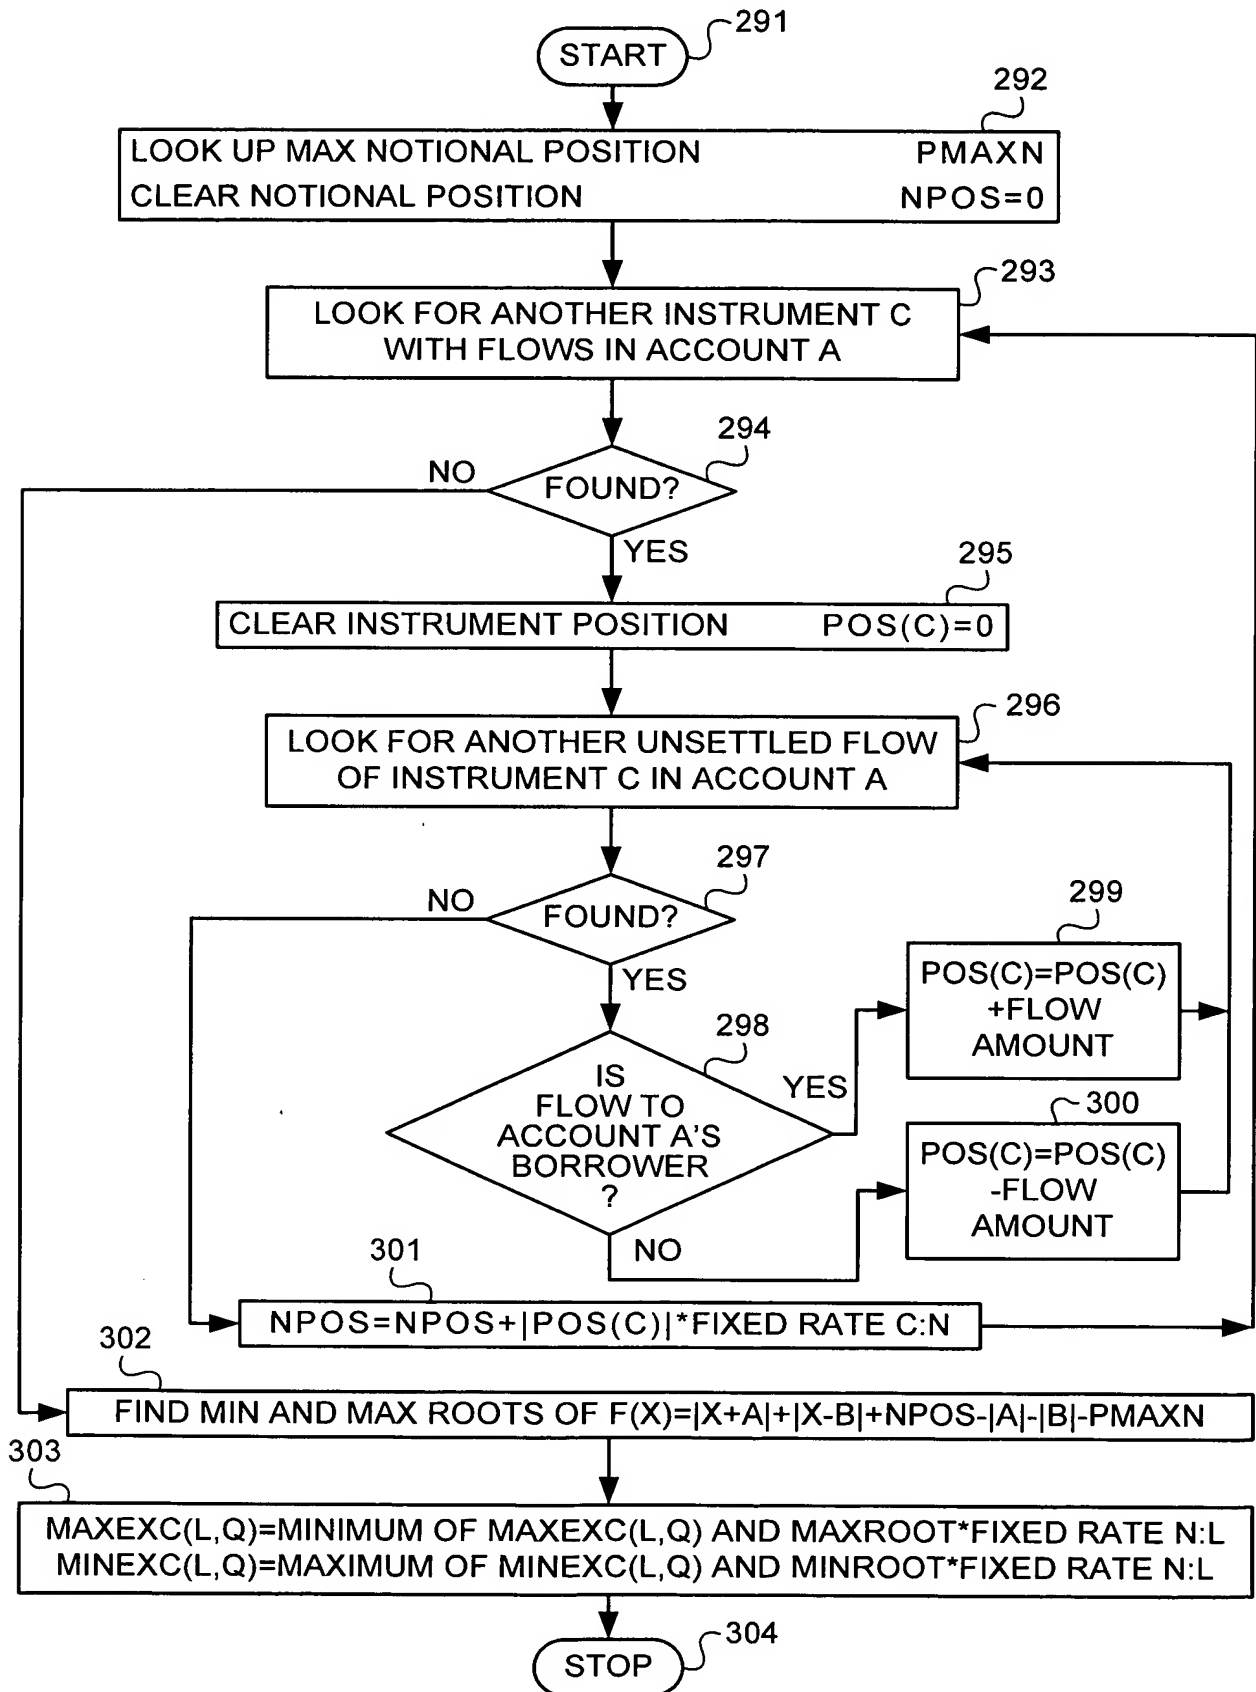 291
START
292
LOOK UP MAX NOTIONAL POSITION PMAXN
CLEAR NOTIONAL POSITION NPOS=0
293
LOOK FOR ANOTHER INSTRUMENT C
WITH FLOWS IN ACCOUNT A
294
NO
FOUND?
YES
295
CLEAR INSTRUMENT POSITION POS(C)=0
296
LOOK FOR ANOTHER UNSETTLED FLOW
OF INSTRUMENT C IN ACCOUNT A
297
NO
FOUND?
YES
299
POS(C)=POS(C)
+FLOW
AMOUNT
298
IS
FLOW TO
ACCOUNT A'S
BORROWER
?
YES
300
POS(C)=POS(C)
-FLOW
AMOUNT
NO
301
NPOS=NPOS+|POS(C)|*FIXED RATE C:N
302
FIND MIN AND MAX ROOTS OF F(X)=|X+A|+|X-B|+NPOS-|A|-|B|-PMAXN
303
MAXEXC(L,Q)=MINIMUM OF MAXEXC(L,Q) AND MAXROOT*FIXED RATE N:L
MINEXC(L,Q)=MAXIMUM OF MINEXC(L,Q) AND MINROOT*FIXED RATE N:L
304
STOP